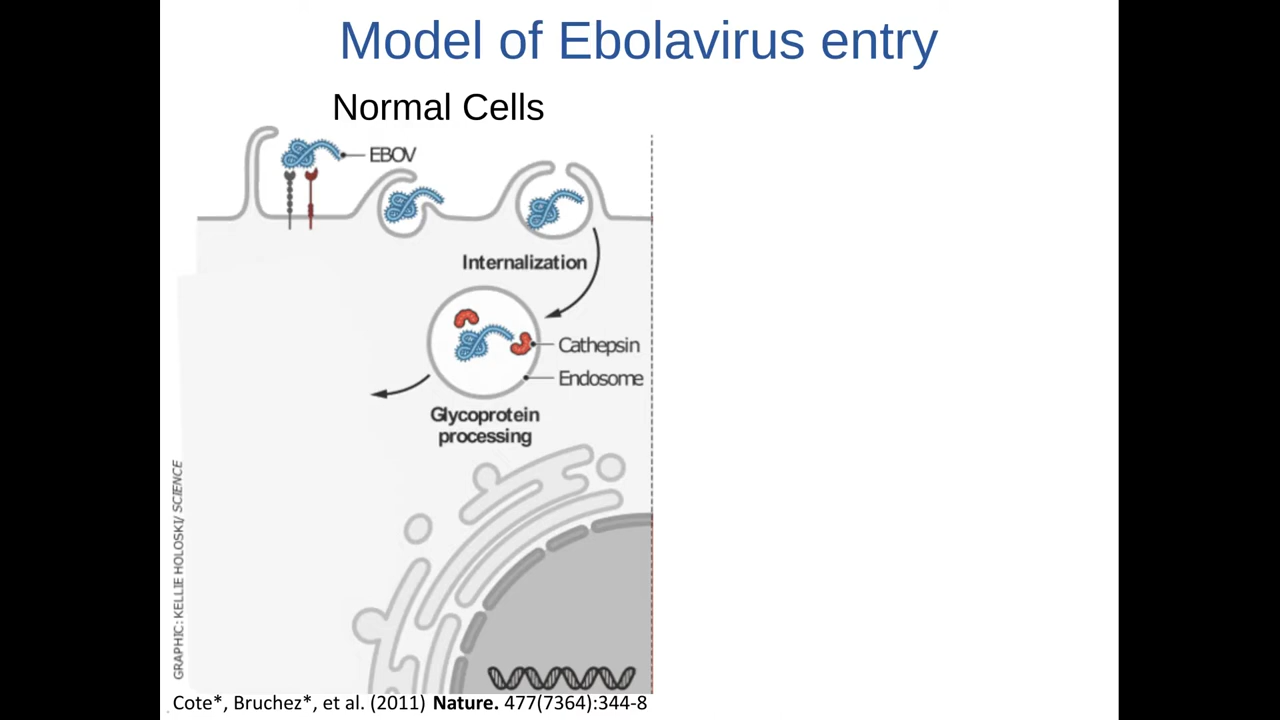 Model of Ebolavirus entry
Normal Cells
EBOV
Internalization
Cathepsin
Endosome
Glycoprotein
processing
GRAPHIC: KELLIE HOLOSKI/ SCIENCE
Cote*, Bruchez*, et al. (2011) Nature. 477(7364):344-8